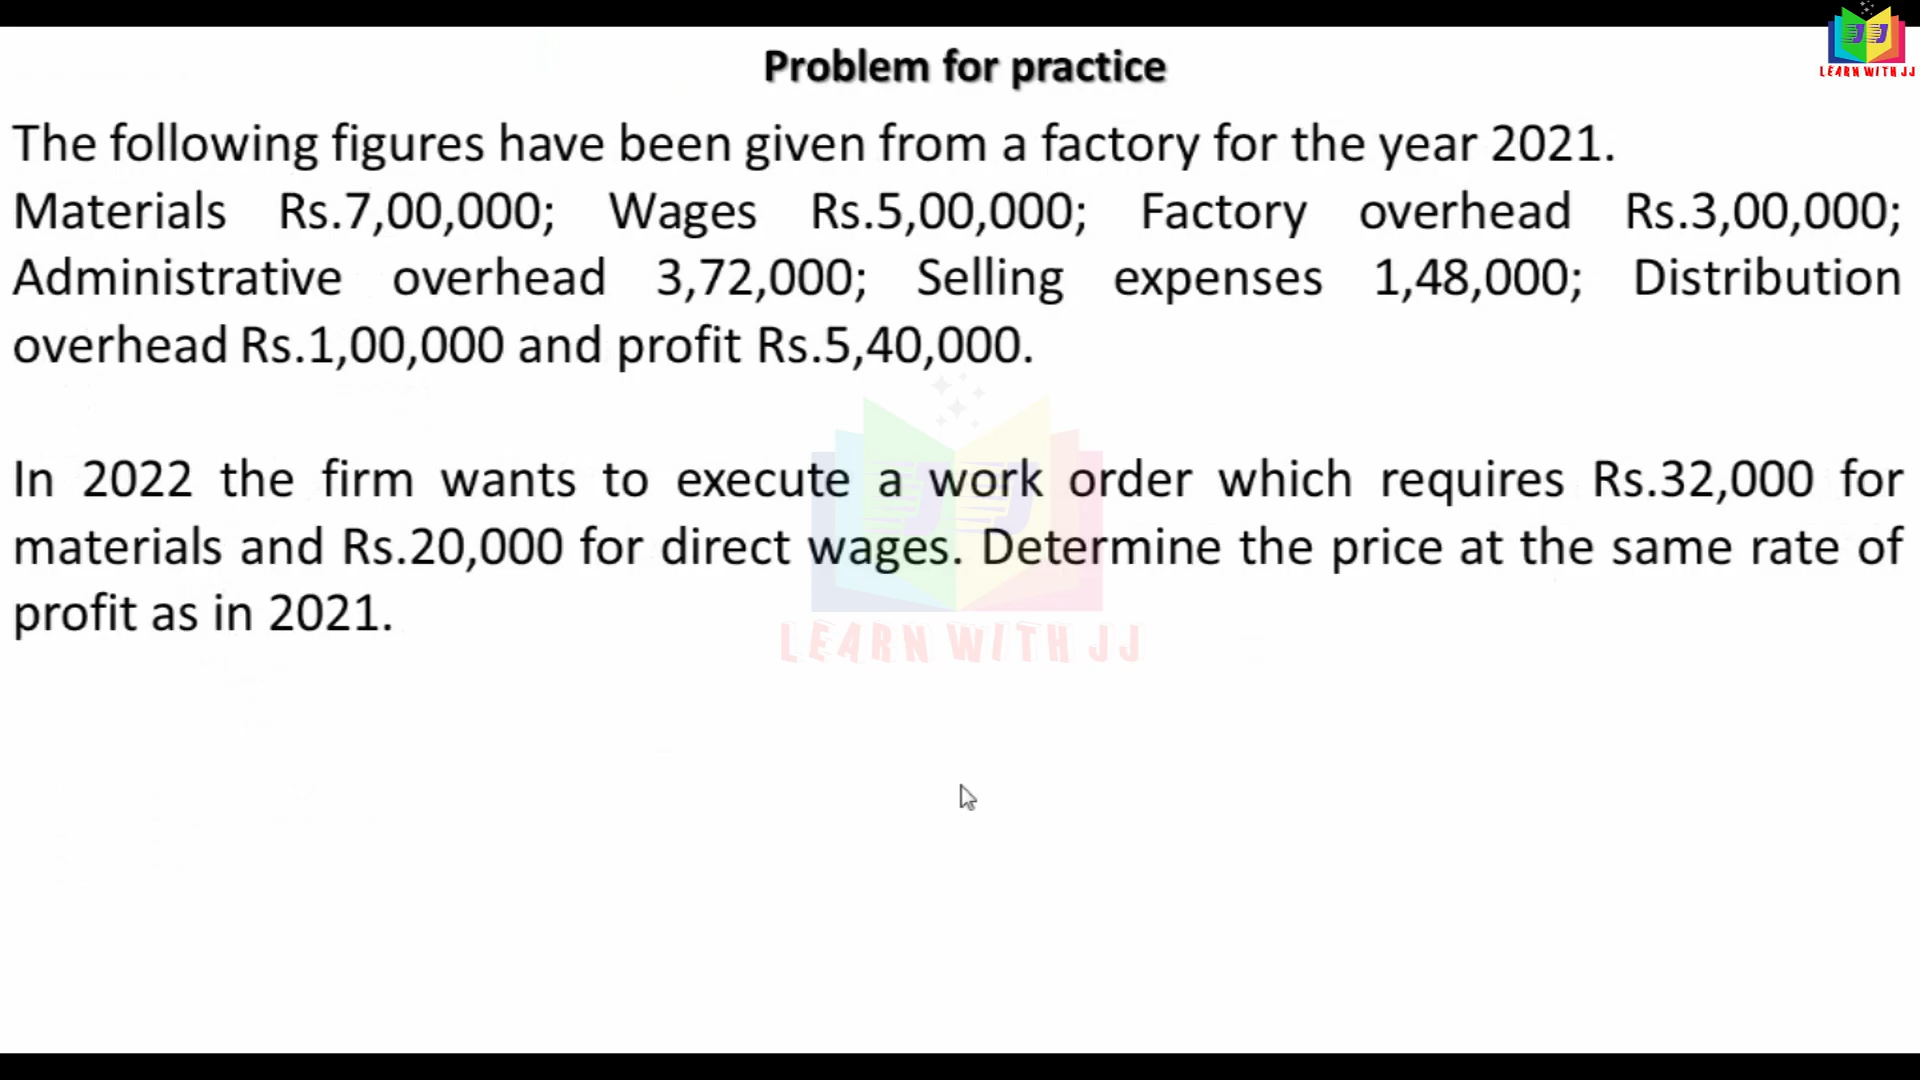 Problem for practice
LEARN WITH JJ
The following figures have been given from a factory for the year 2021.
Materials Rs.7,00,000; Wages Rs.5,00,000; Factory overhead Rs.3,00,000;
Administrative overhead 3,72,000; Selling expenses 1,48,000; Distribution
overhead Rs.1,00,000 and profit Rs.5,40,000.
In 2022 the firm wants to execute a work order which requires Rs.32,000 for
materials and Rs.20,000 for direct wages. Determine the price at the same rate of
profit as in 2021.
LEARN WITH JJ